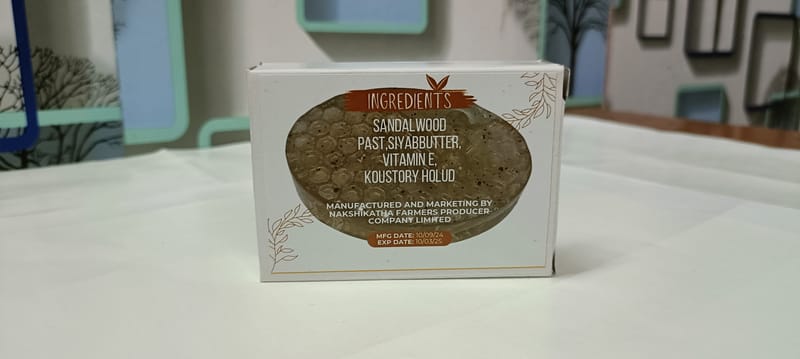 INGREDIENTS
SANDALWOOD
PAST,SIYABBUTTER,
VITAMIN E,
KOUSTORY HOLUD
MANUFACTURED AND MARKETING BY
NAKSHIKATHA FARMERS PRODUCER
COMPANT LIMITED
MFG DATE: 10/09/24
EXP DATE: 10/03/25